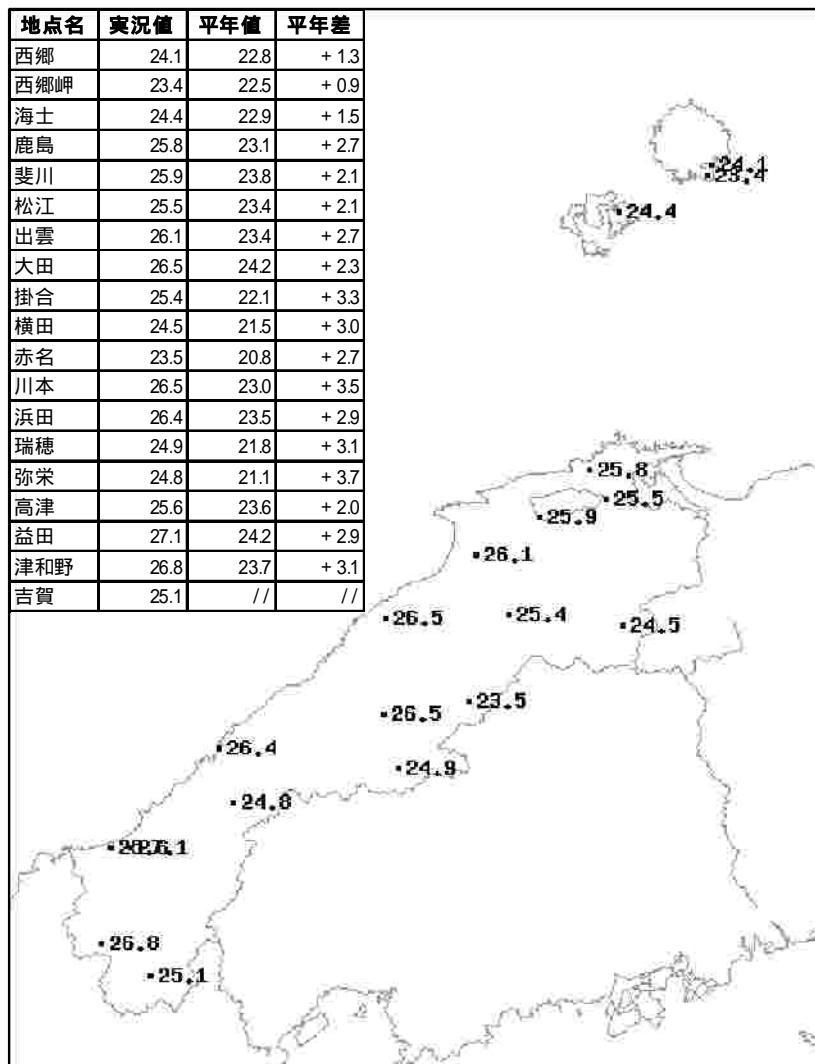 地点名 実況値 平年値 平年差
西郷 24.1 22.8 + 1.3
西郷岬 23.4 22.5 + 0.9
海士 24.4 22.9 + 1.5
鹿島 25.8 23.1 + 2.7
斐川 25.9 23.8 + 2.1
松江 25.5 23.4 + 2.1
出雲 26.1 23.4 + 2.7
大田 26.5 24.2 + 2.3
掛合 25.4 22.1 + 3.3
横田 24.5 21.5 + 3.0
赤名 23.5 20.8 + 2.7
川本 26.5 23.0 + 3.5
浜田 26.4 23.5 + 2.9
瑞穂 24.9 21.8 + 3.1
弥栄 24.8 21.1 + 3.7
高津 25.6 23.6 + 2.0
益田 27.1 24.2 + 2.9
津和野 26.8 23.7 + 3.1
吉賀 25.1 // //
24.1
23.4
24.4
25.8
25.5
25.9
26.1
26.5
25.4
24.5
23.5
26.5
26.4
24.9
24.8
26.8
25.1